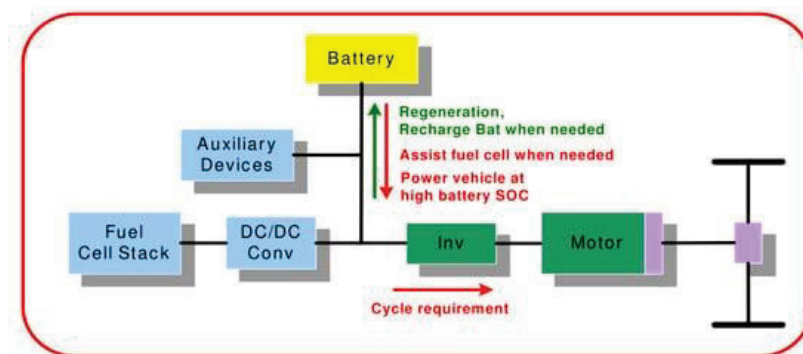 Battery
Regeneration,
Recharge Bat when needed
Auxiliary
Devices
Assist fuel cell when needed
Power vehicle at
high battery SOC
Fuel
Cell Stack
DC/DC
Conv
Inv
Motor
Cycle requirement